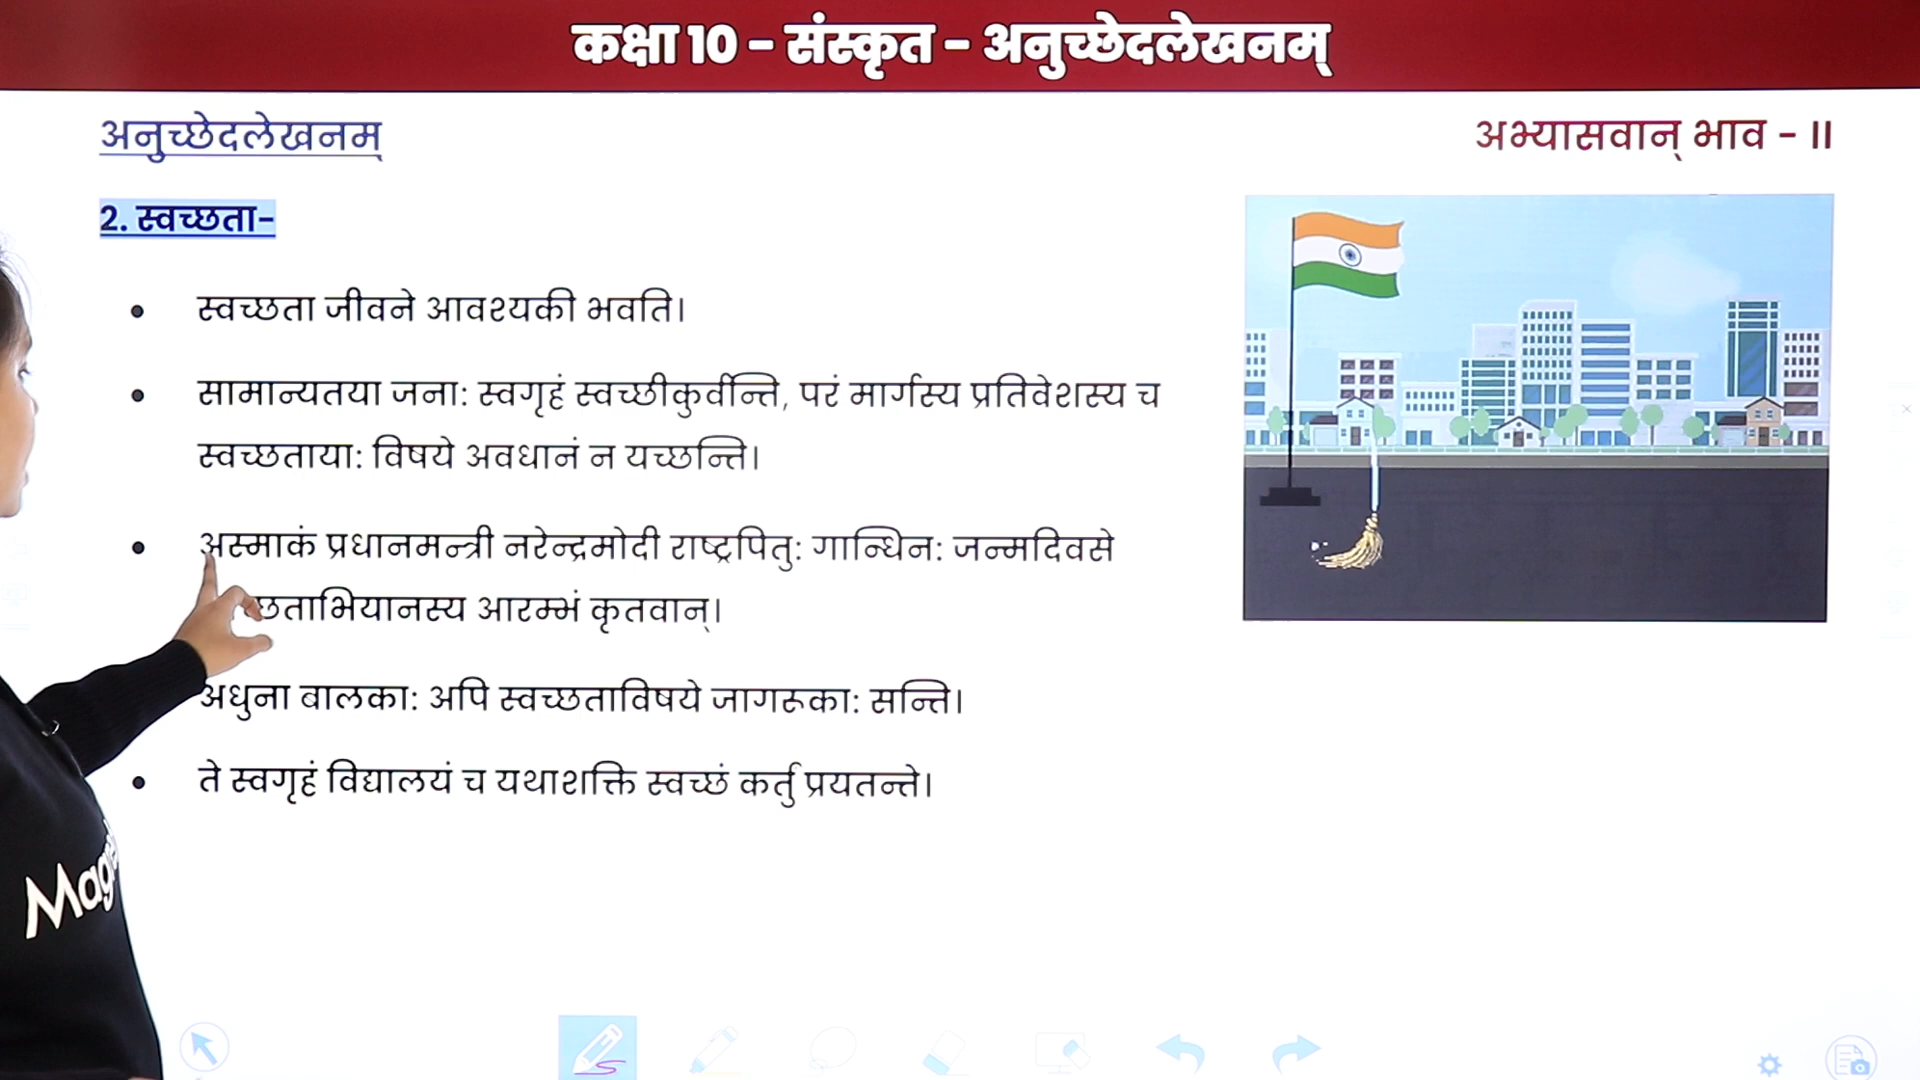 कक्षा 10 - संस्कृत - अनुच्छेदलेखनम्
अनुच्छेदलेखनम्
अभ्यासवान् भाव - II
2. स्वच्छता-
• स्वच्छता जीवने आवश्यकी भवति।
• सामान्यतया जनाः स्वगृहं स्वच्छीकुर्वन्ति, परं मार्गस्य प्रतिवेशस्य च
स्वच्छतायाः विषये अवधानं न यच्छन्ति।
• अस्माकं प्रधानमन्त्री नरेन्द्रमोदी राष्ट्रपितुः गान्धिनः जन्मदिवसे
च्छताभियानस्य आरम्भं कृतवान्।
अधुना बालकाः अपि स्वच्छताविषये जागरूकाः सन्ति।
• ते स्वगृहं विद्यालयं च यथाशक्ति स्वच्छं कर्तु प्रयतन्ते।